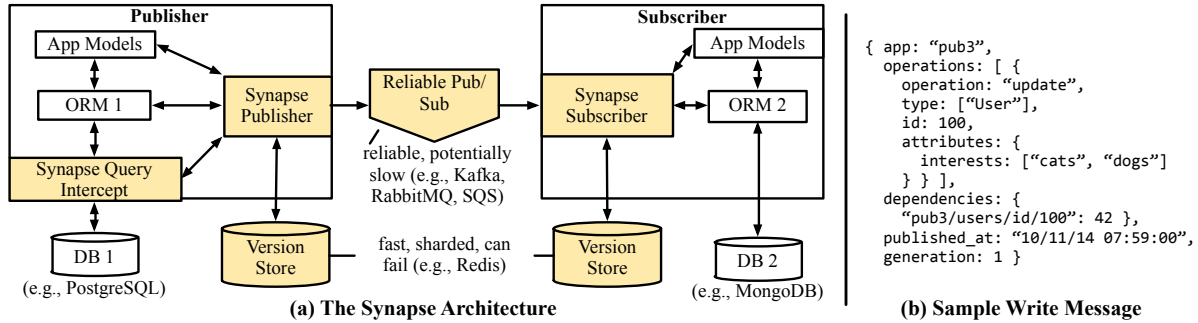 Publisher
App Models
ORM 1
Synapse Query
Intercept
DB 1
(e.g., PostgreSQL)
Synapse
Publisher
Version
Store
Reliable Pub/
Sub
reliable, potentially
slow (e.g., Kafka,
RabbitMQ, SQS)
fast, sharded, can
fail (e.g., Redis)
Subscriber
App Models
Synapse
Subscriber
ORM 2
Version
Store
DB 2
(e.g., MongoDB)
(a) The Synapse Architecture
{ app: “pub3”,
operations: [ {
operation: “update”,
type: [“User”],
id: 100,
attributes: {
interests: [“cats”, “dogs”]
} } ],
dependencies: {
“pub3/users/id/100”: 42 },
published_at: “10/11/14 07:59:00”,
generation: 1 }
(b) Sample Write Message